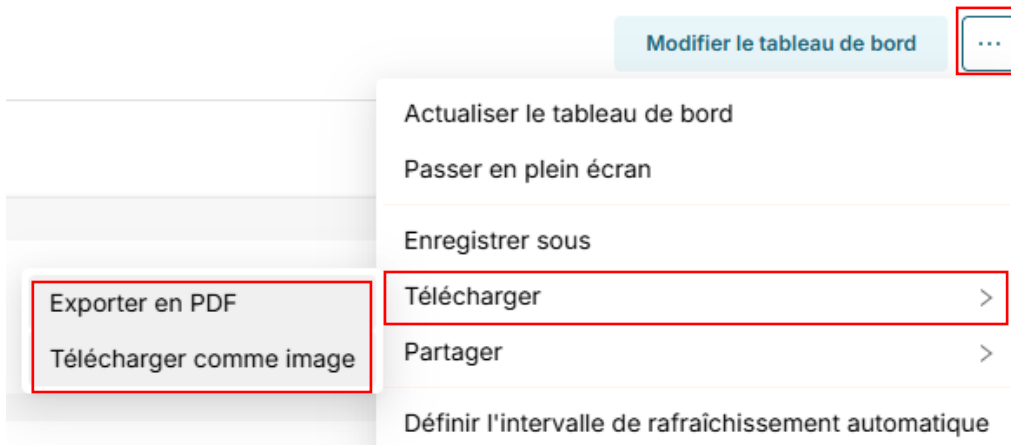 Modifier le tableau de bord
...
Actualiser le tableau de bord
Passer en plein écran
Enregistrer sous
Télécharger >
Exporter en PDF
Télécharger comme image
Partager >
Définir l'intervalle de rafraîchissement automatique